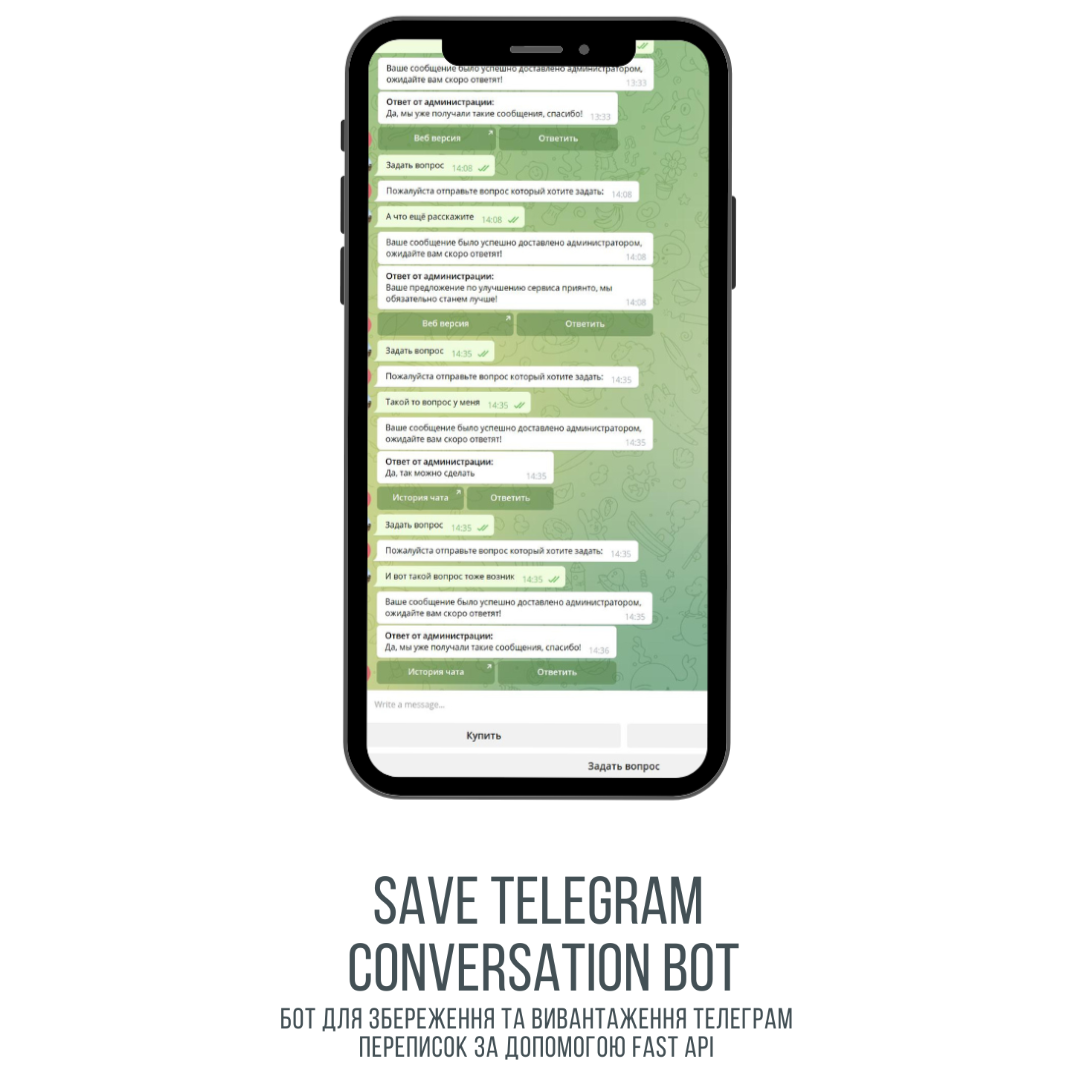 Ваше сообщение было успешно доставлено администратором,
ожидайте вам скоро ответят!
13:33
Ответ от администрации:
Да, мы уже получали такие сообщения, спасибо! 13:33
Веб версия Ответить
Задать вопрос 14:08
Пожалуйста отправьте вопрос который хотите задать: 14:08
А что ещё расскажите 14:08
Ваше сообщение было успешно доставлено администратором,
ожидайте вам скоро ответят!
14:08
Ответ от администрации:
Ваше предложение по улучшению сервиса приянто, мы
обязательно станем лучше!
14:08
Веб версия Ответить
Задать вопрос 14:35
Пожалуйста отправьте вопрос который хотите задать: 14:35
Такой то вопрос у меня 14:35
Ваше сообщение было успешно доставлено администратором,
ожидайте вам скоро ответят!
14:35
Ответ от администрации:
Да, так можно сделать 14:35
История чата Ответить
Задать вопрос 14:35
Пожалуйста отправьте вопрос который хотите задать: 14:35
И вот такой вопрос тоже возник 14:35
Ваше сообщение было успешно доставлено администратором,
ожидайте вам скоро ответят!
14:35
Ответ от администрации:
Да, мы уже получали такие сообщения, спасибо! 14:36
История чата Ответить
Write a message...
Купить
Задать вопрос
SAVE TELEGRAM
CONVERSATION BOT
БОТ ДЛЯ ЗБЕРЕЖЕННЯ ТА ВИВАНТАЖЕННЯ ТЕЛЕГРАМ
ПЕРЕПИСОК ЗА ДОПОМОГОЮ FAST API